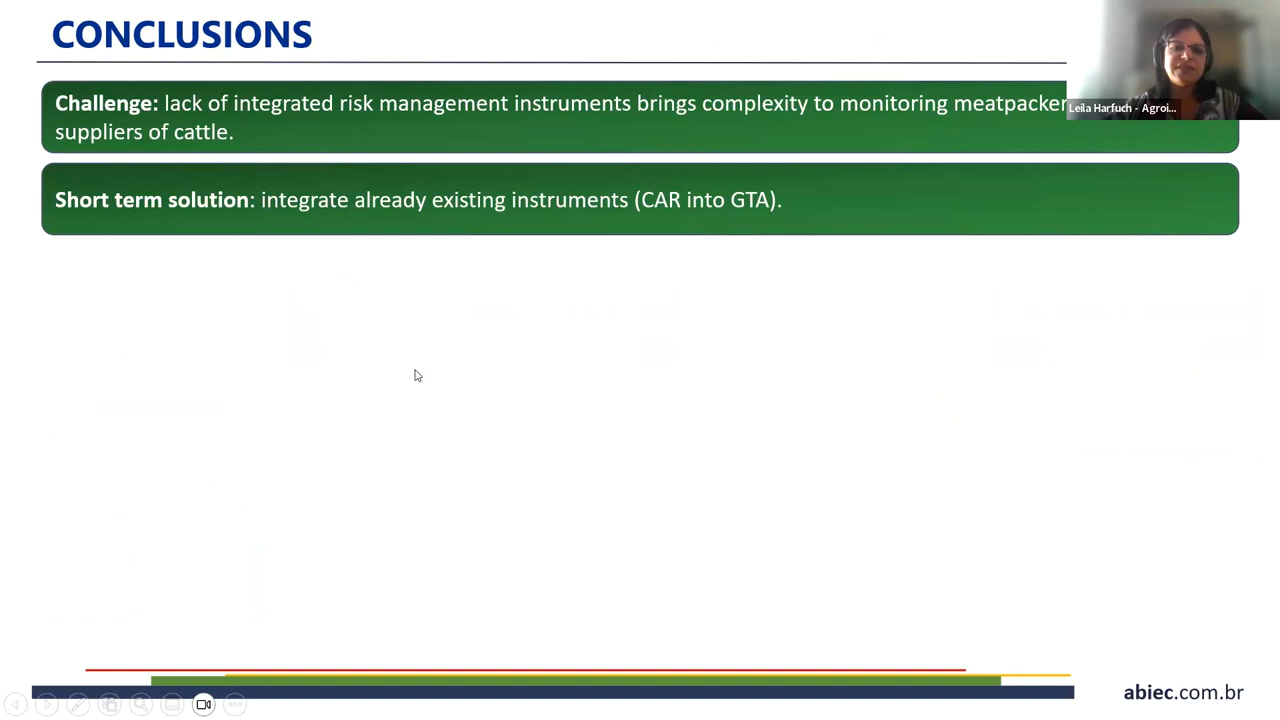 CONCLUSIONS
Challenge: lack of integrated risk management instruments brings complexity to monitoring meatpacker
suppliers of cattle.
Leila Harfuch - Agroi...
Short term solution: integrate already existing instruments (CAR into GTA).
abiec.com.br